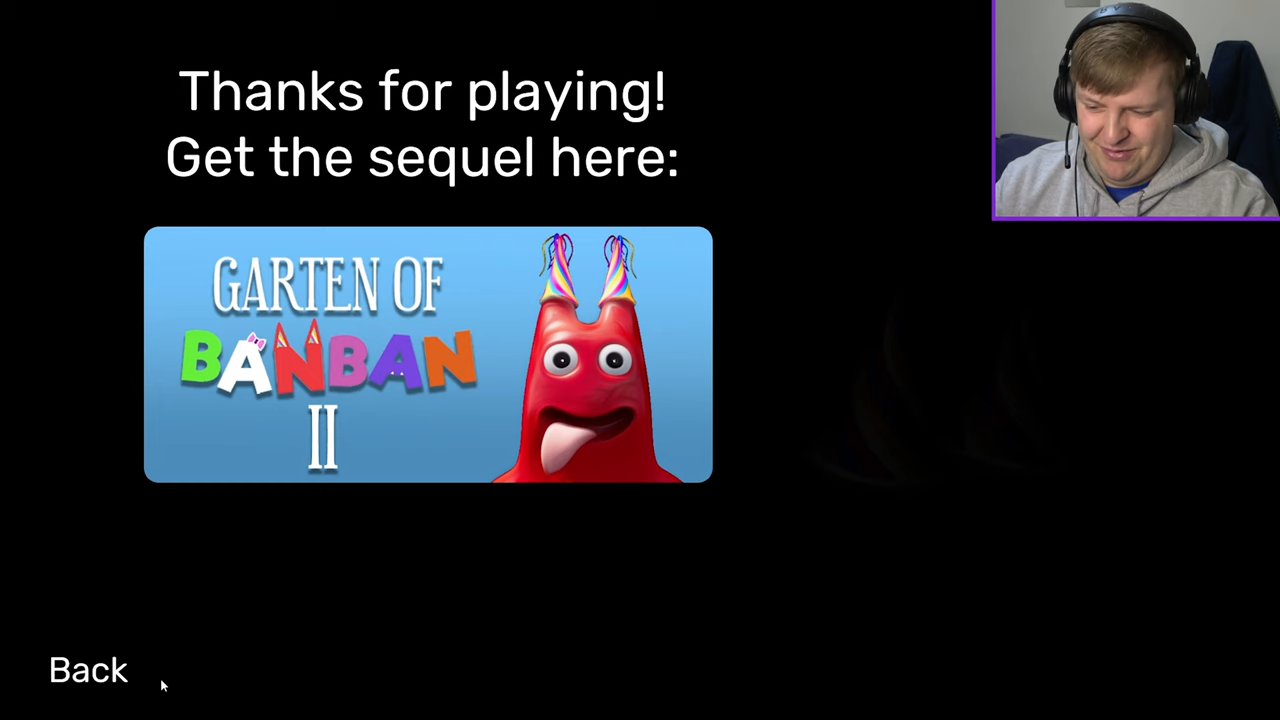 Thanks for playing!
Get the sequel here:
GARTEN OF
BANBAN
II
Back